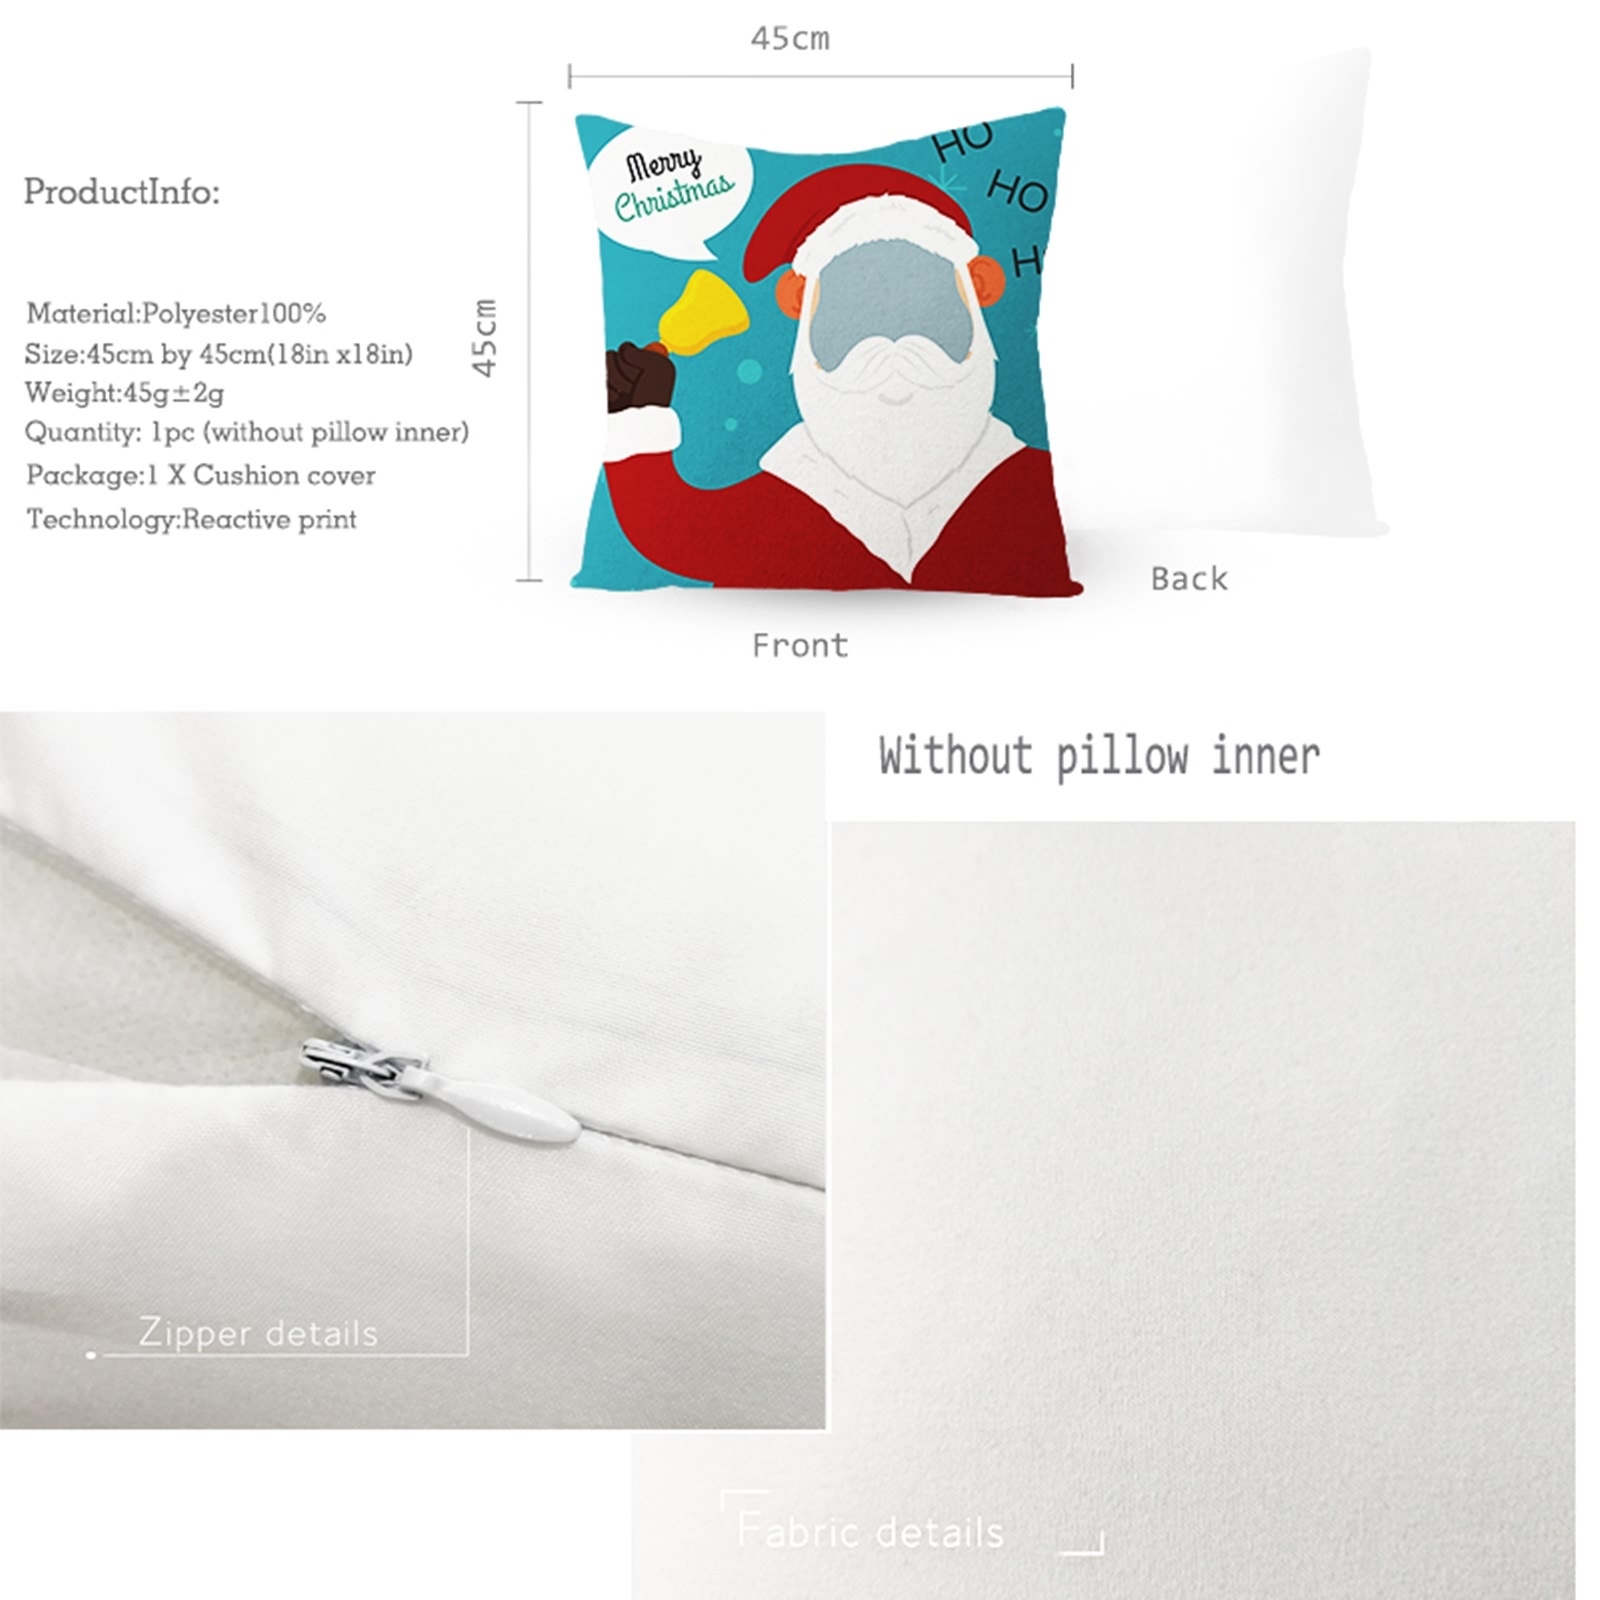 45cm
ProductInfo:
Material:Polyester100%
Size:45cm by 45cm(18in x18in)
Weight:45g±2g
Quantity: 1pc (without pillow inner)
Package:1 X Cushion cover
Technology:Reactive print
45cm
Merry
Christmas
HO
HO
Front
Back
Without pillow inner
Zipper details
Fabric details